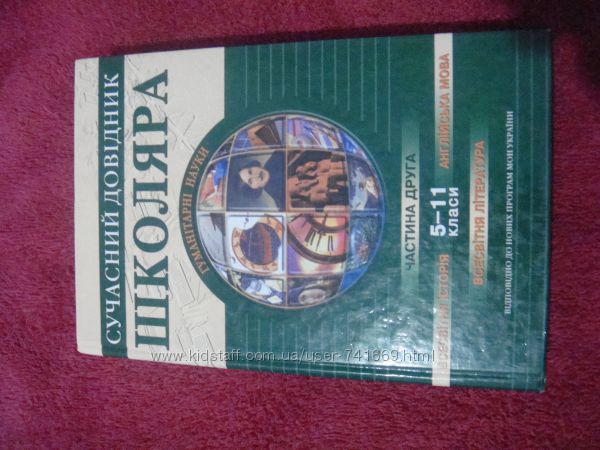 СУЧАСНИЙ ДОВІДНИК
ШКОЛЯРА
ГУМАНІТАРНІ НАУКИ
ЧАСТИНА ДРУГА
5–11
КЛАСИ
ВСЕСВІТНЯ ІСТОРІЯ АНГЛІЙСЬКА МОВА
ВСЕСВІТНЯ ЛІТЕРАТУРА
ВІДПОВІДНО ДО НОВИХ ПРОГРАМ МОН УКРАЇНИ
www.kidstaff.com.ua/user-741669.html